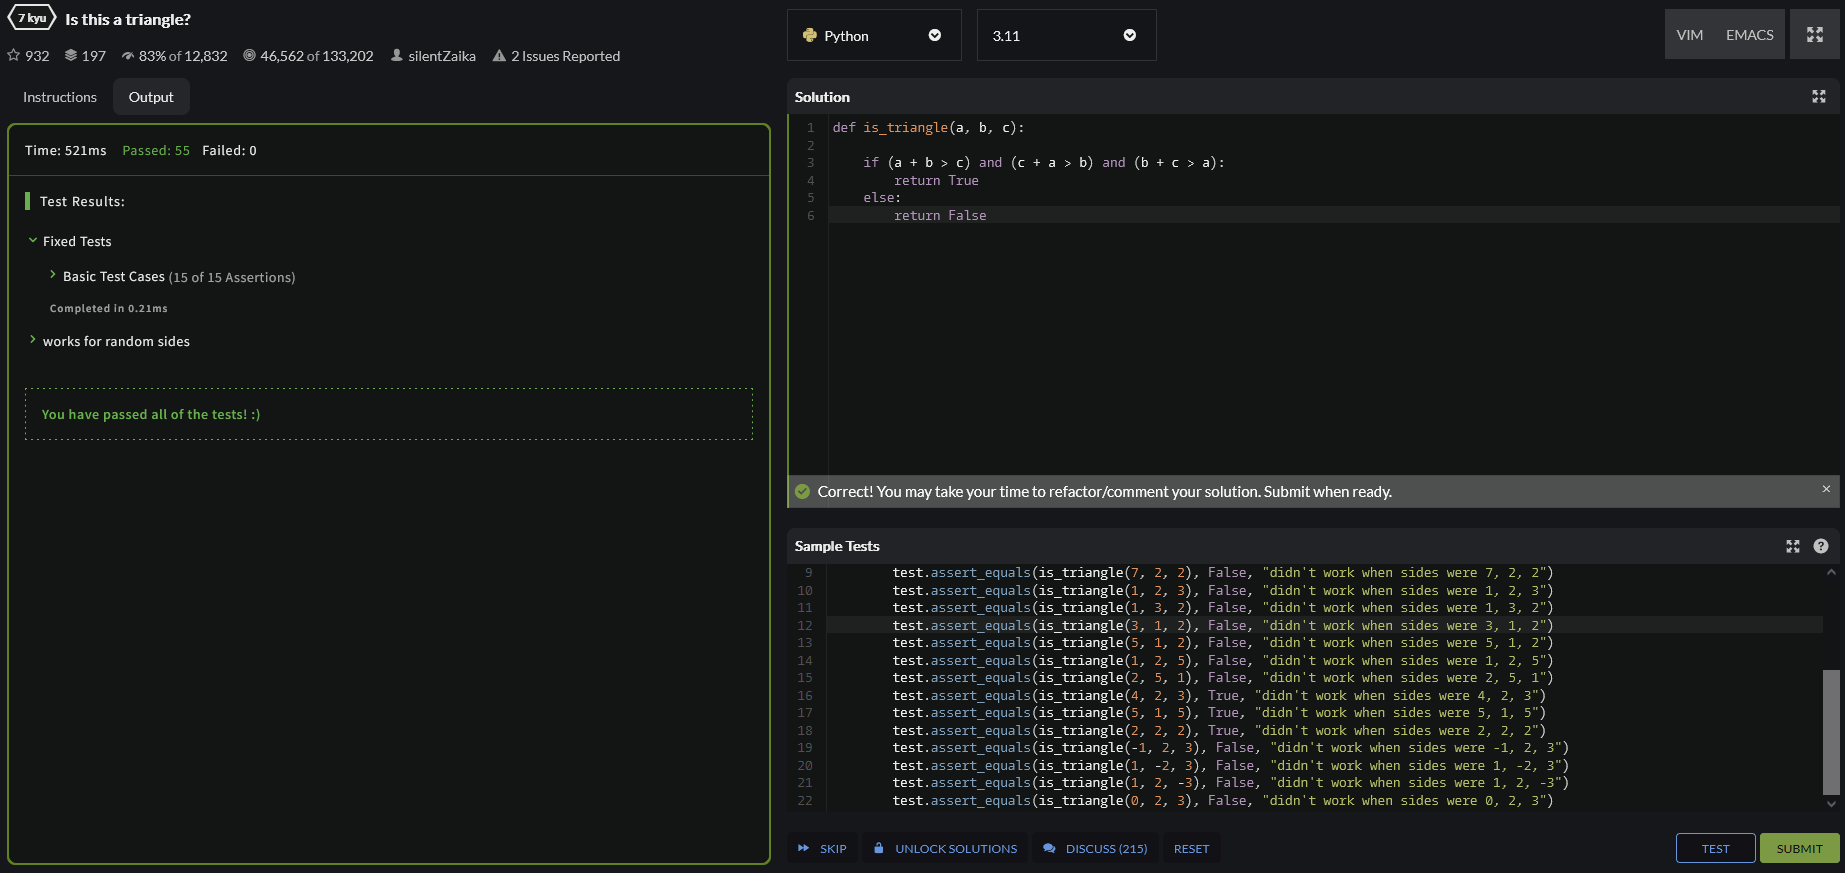 7 kyu Is this a triangle?
932 197 83% of 12,832 46,562 of 133,202 silentZaika 2 Issues Reported
Instructions Output
Time: 521ms Passed: 55 Failed: 0
Test Results:
Fixed Tests
Basic Test Cases (15 of 15 Assertions)
Completed in 0.21ms
works for random sides
You have passed all of the tests! :)
Python 3.11 VIM EMACS
Solution
1 def is_triangle(a, b, c):
2
3 if (a + b > c) and (c + a > b) and (b + c > a):
4 return True
5 else:
6 return False
Correct! You may take your time to refactor/comment your solution. Submit when ready. ×
Sample Tests ?
9 test.assert_equals(is_triangle(7, 2, 2), False, "didn't work when sides were 7, 2, 2")
10 test.assert_equals(is_triangle(1, 2, 3), False, "didn't work when sides were 1, 2, 3")
11 test.assert_equals(is_triangle(1, 3, 2), False, "didn't work when sides were 1, 3, 2")
12 test.assert_equals(is_triangle(3, 1, 2), False, "didn't work when sides were 3, 1, 2")
13 test.assert_equals(is_triangle(5, 1, 2), False, "didn't work when sides were 5, 1, 2")
14 test.assert_equals(is_triangle(1, 2, 5), False, "didn't work when sides were 1, 2, 5")
15 test.assert_equals(is_triangle(2, 5, 1), False, "didn't work when sides were 2, 5, 1")
16 test.assert_equals(is_triangle(4, 2, 3), True, "didn't work when sides were 4, 2, 3")
17 test.assert_equals(is_triangle(5, 1, 5), True, "didn't work when sides were 5, 1, 5")
18 test.assert_equals(is_triangle(2, 2, 2), True, "didn't work when sides were 2, 2, 2")
19 test.assert_equals(is_triangle(-1, 2, 3), False, "didn't work when sides were -1, 2, 3")
20 test.assert_equals(is_triangle(1, -2, 3), False, "didn't work when sides were 1, -2, 3")
21 test.assert_equals(is_triangle(1, 2, -3), False, "didn't work when sides were 1, 2, -3")
22 test.assert_equals(is_triangle(0, 2, 3), False, "didn't work when sides were 0, 2, 3")
SKIP UNLOCK SOLUTIONS DISCUSS (215) RESET TEST SUBMIT